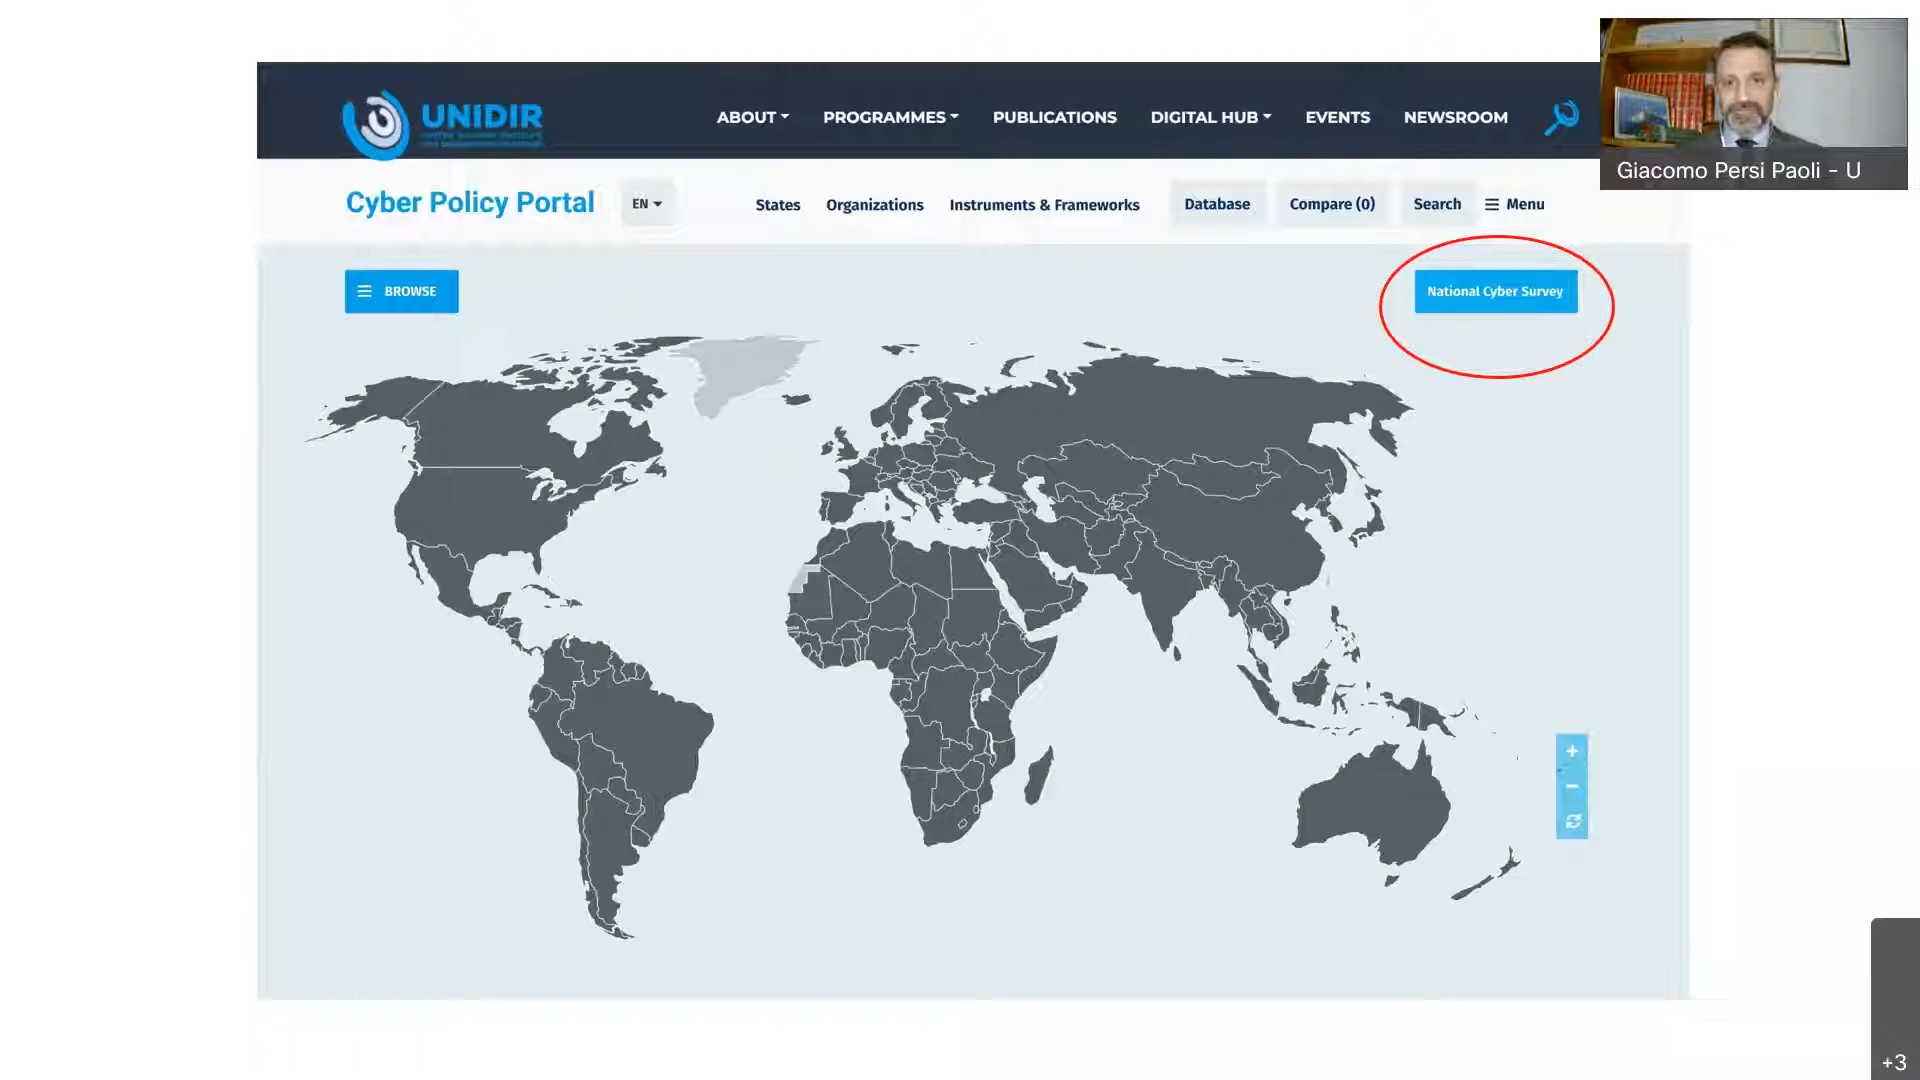 UNIDIR
ABOUT PROGRAMMES PUBLICATIONS DIGITAL HUB EVENTS NEWSROOM
Giacomo Persi Paoli - U
Cyber Policy Portal EN States Organizations Instruments & Frameworks Database Compare (0) Search Menu
BROWSE
National Cyber Survey
+3